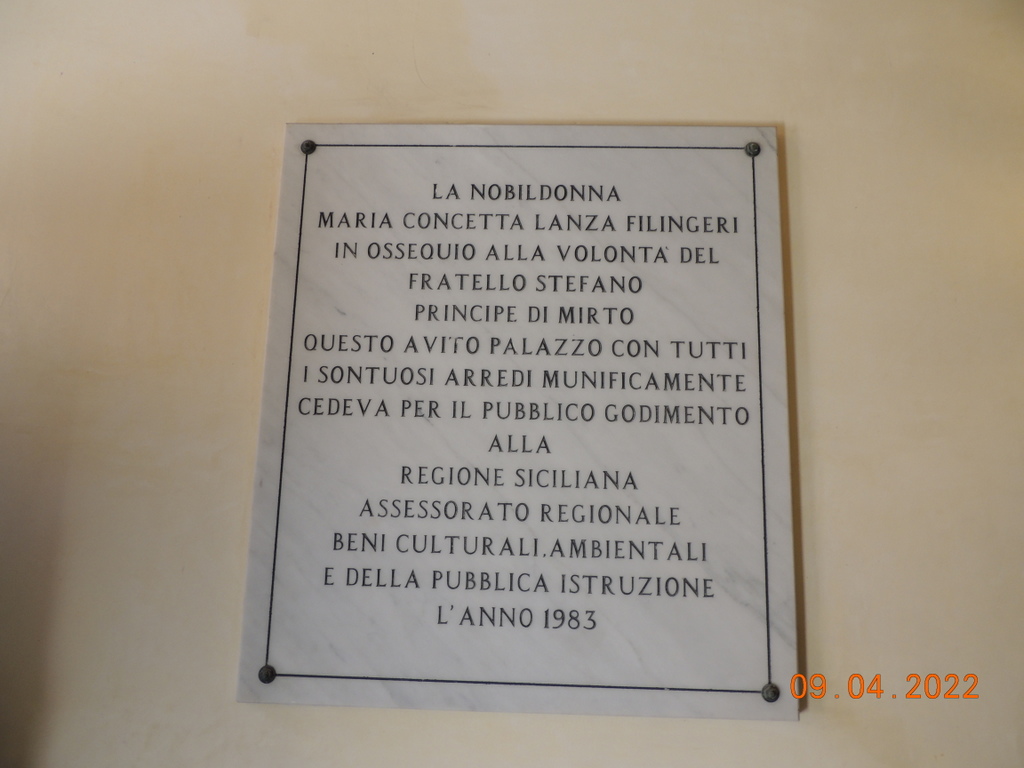 LA NOBILDONNA
MARIA CONCETTA LANZA FILINGERI
IN OSSEQUIO ALLA VOLONTA' DEL
FRATELLO STEFANO
PRINCIPE DI MIRTO
QUESTO AVITO PALAZZO CON TUTTI
I SONTUOSI ARREDI MUNIFICAMENTE
CEDEVA PER IL PUBBLICO GODIMENTO
ALLA
REGIONE SICILIANA
ASSESSORATO REGIONALE
BENI CULTURALI.AMBIENTALI
E DELLA PUBBLICA ISTRUZIONE
L'ANNO 1983
09.04.2022